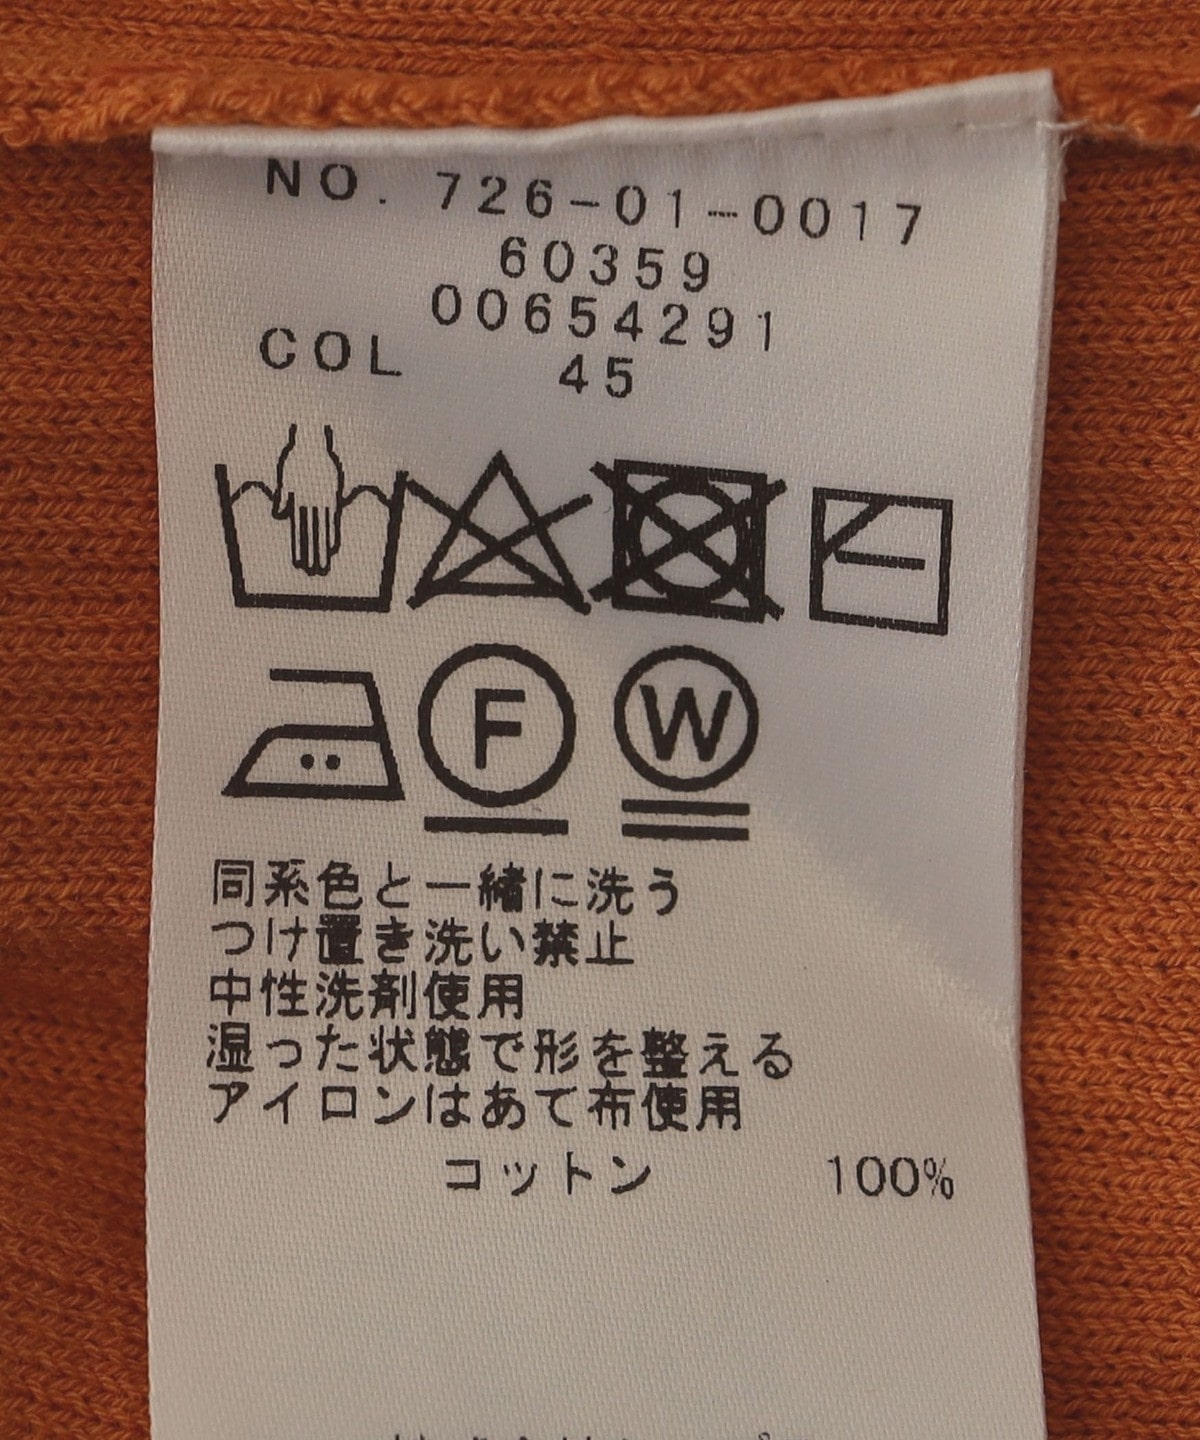 NO. 726-01-0017
60359
00654291
COL 45
F W
同系色と一緒に洗う
つけ置き洗い禁止
中性洗剤使用
湿った状態で形を整える
アイロンはあて布使用
コットン 100%